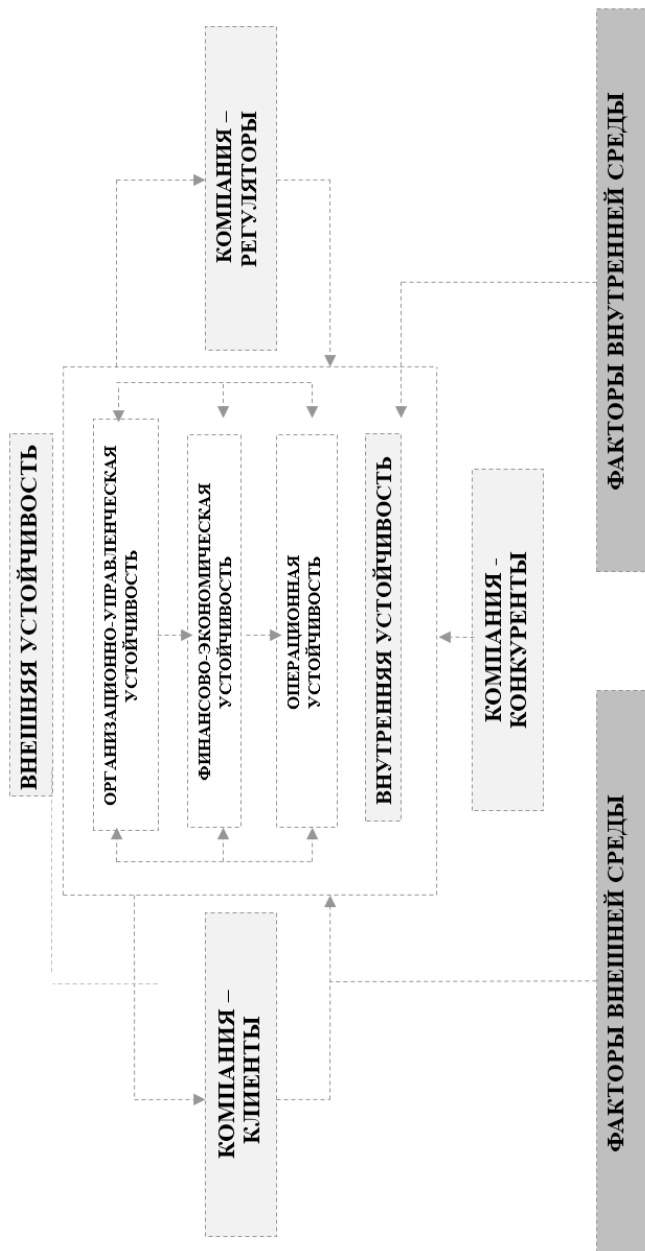 ВНЕШНЯЯ УСТОЙЧИВОСТЬ
ОРГАНИЗАЦИОННО-УПРАВЛЕНЧЕСКАЯ
УСТОЙЧИВОСТЬ
ФИНАНСОВО-ЭКОНОМИЧЕСКАЯ
УСТОЙЧИВОСТЬ
ОПЕРАЦИОННАЯ
УСТОЙЧИВОСТЬ
ВНУТРЕННЯЯ УСТОЙЧИВОСТЬ
КОМПАНИЯ –
КЛИЕНТЫ
КОМПАНИЯ –
РЕГУЛЯТОРЫ
КОМПАНИЯ -
КОНКУРЕНТЫ
ФАКТОРЫ ВНЕШНЕЙ СРЕДЫ
ФАКТОРЫ ВНУТРЕННЕЙ СРЕДЫ